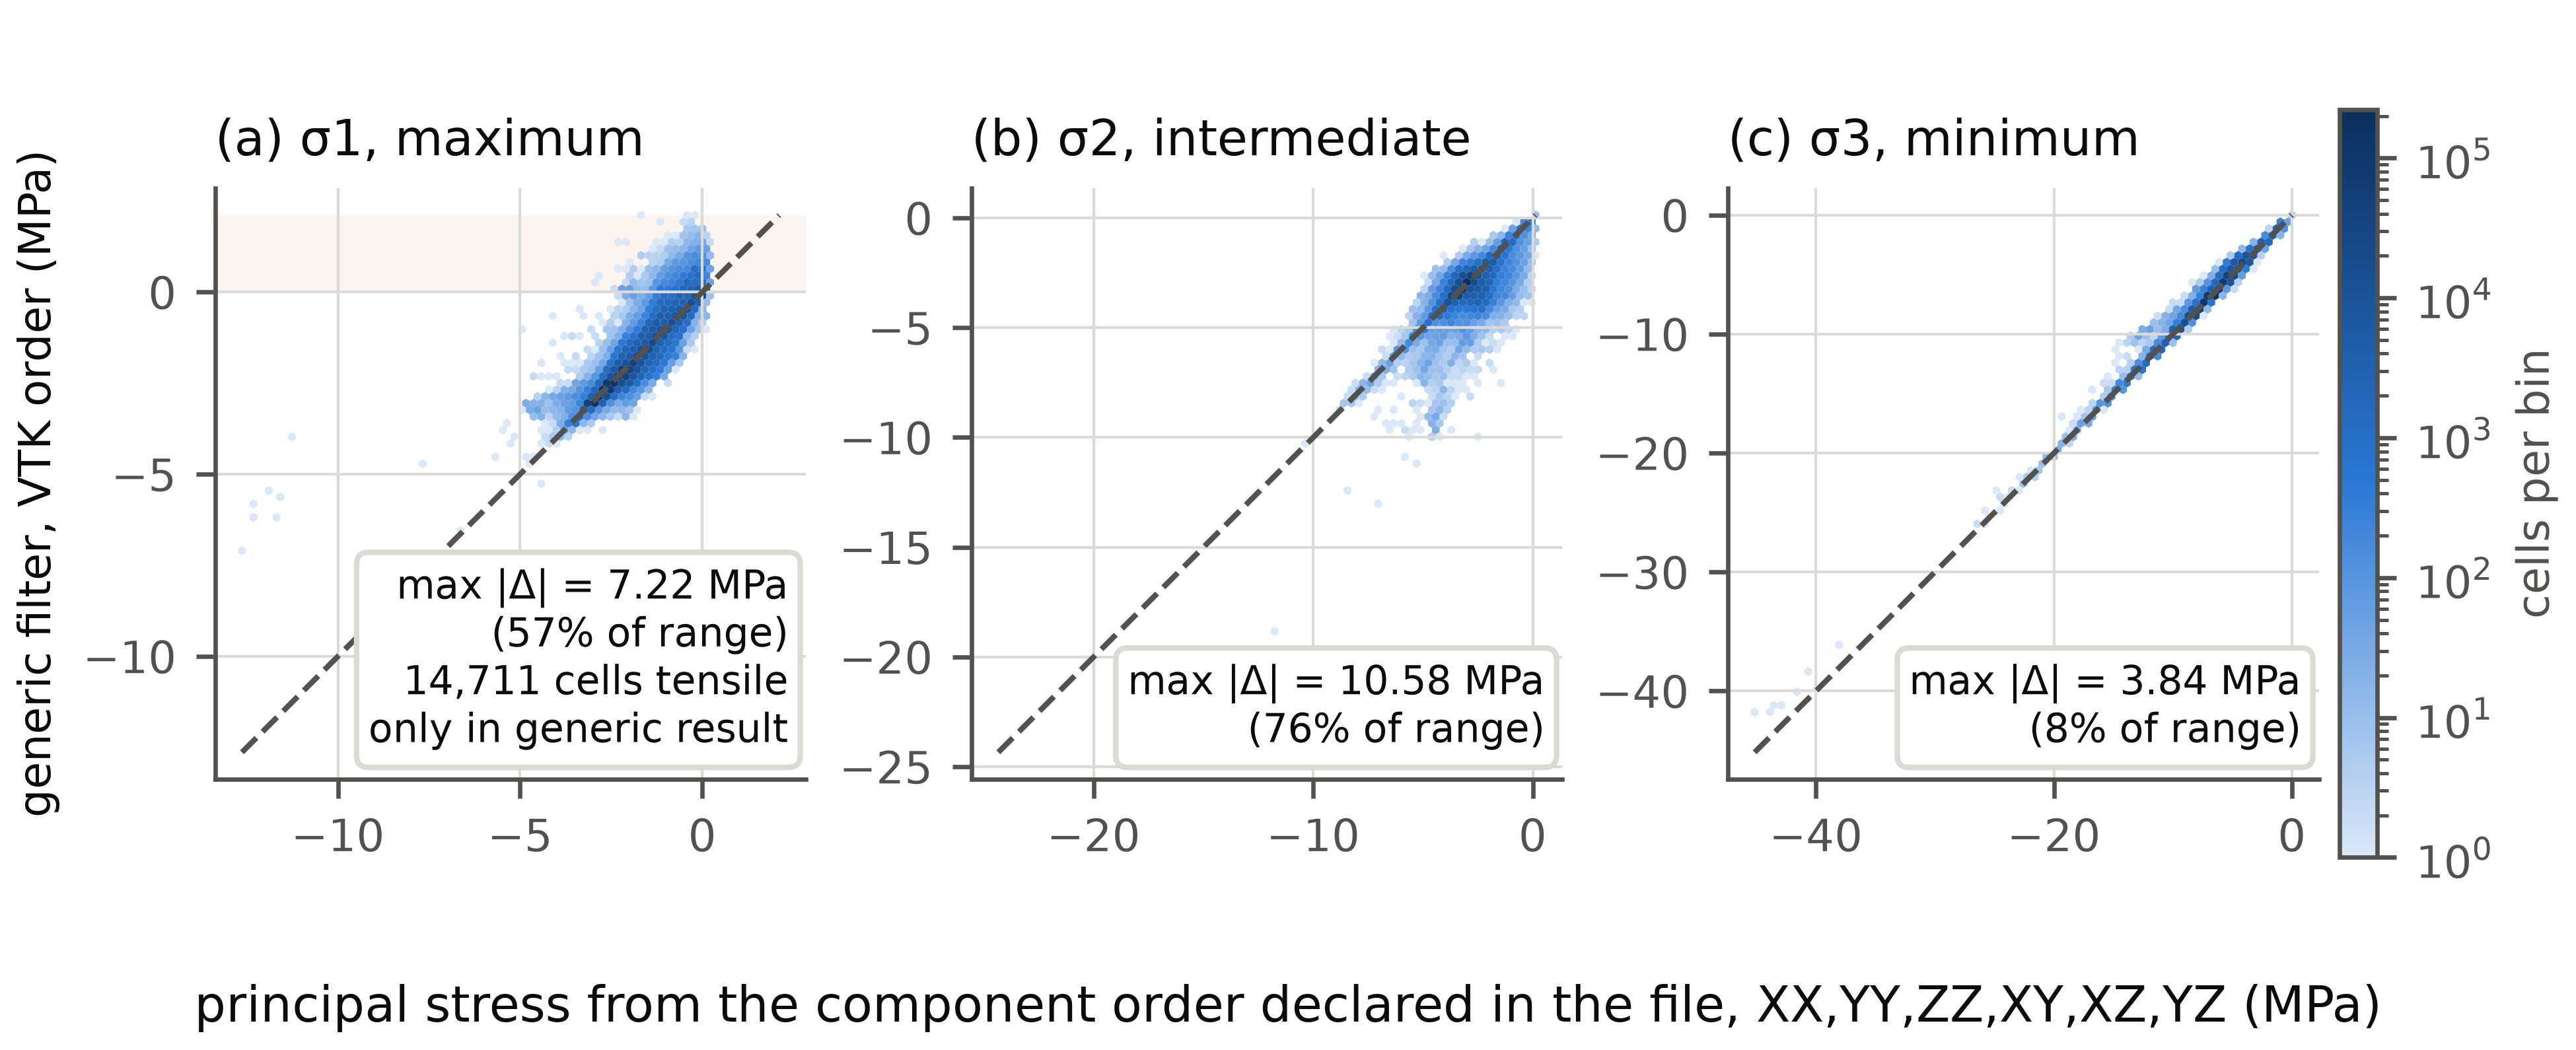 (a) σ1, maximum
(b) σ2, intermediate
(c) σ3, minimum
generic filter, VTK order (MPa)
0
−5
−10
−10
−5
0
max |Δ| = 7.22 MPa
(57% of range)
14,711 cells tensile
only in generic result
0
−5
−10
−15
−20
−25
−20
−10
0
max |Δ| = 10.58 MPa
(76% of range)
0
−10
−20
−30
−40
−40
−20
0
max |Δ| = 3.84 MPa
(8% of range)
10⁵
10⁴
10³
10²
10¹
10⁰
cells per bin
principal stress from the component order declared in the file, XX,YY,ZZ,XY,XZ,YZ (MPa)